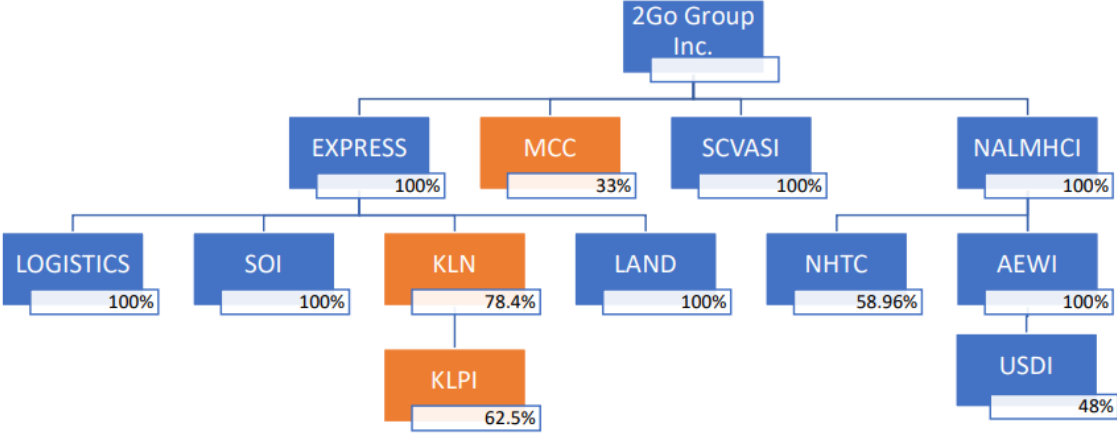 2Go Group
Inc.
EXPRESS
100%
MCC
33%
SCVASI
100%
NALMHCI
100%
LOGISTICS
100%
SOI
100%
KLN
78.4%
LAND
100%
NHTC
58.96%
AEWI
100%
KLPI
62.5%
USDI
48%